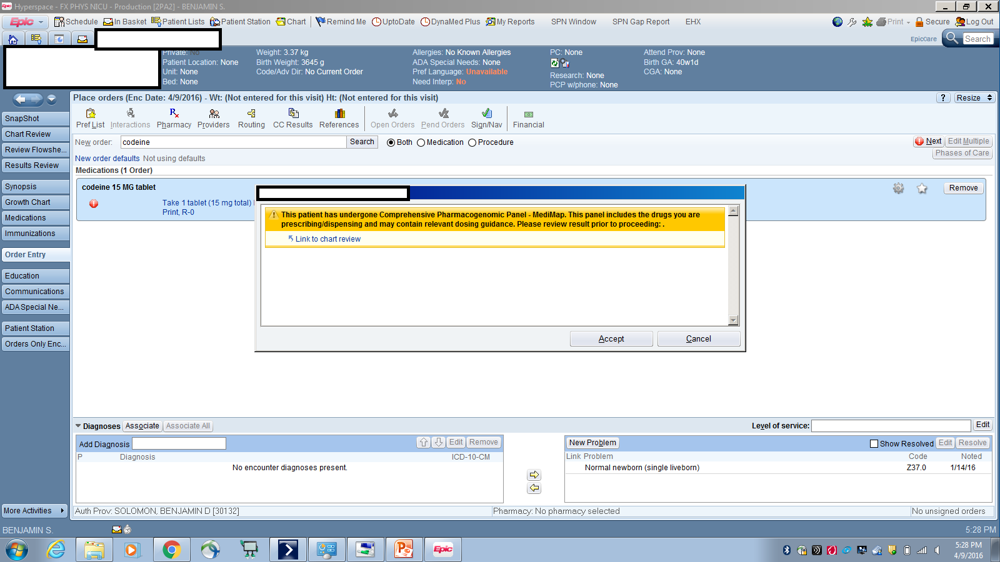 Epic Hyperspace - FX PHYS NICU - Production [2PA2] - BENJAMIN S.
Epic Schedule In Basket Patient Lists Patient Station Chart Remind Me UptoDate DynaMed Plus My Reports SPN Window SPN Gap Report EHX Print Secure Log Out
EpicCare Search
Private: No
Patient Location: None
Unit: None
Bed: None
Weight: 3.37 kg
Birth Weight: 3645 g
Code/Adv Dir: No Current Order
Allergies: No Known Allergies
ADA Special Needs: None
Pref Language: Unavailable
Need Interp: No
PC: None
Research: None
PCP w/phone: None
Attend Prov: None
Birth GA: 40w1d
CGA: None
Place orders (Enc Date: 4/9/2016) - Wt: (Not entered for this visit) Ht: (Not entered for this visit)
? Resize
SnapShot
Chart Review
Review Flowshe...
Results Review
Synopsis
Growth Chart
Medications
Immunizations
Order Entry
Education
Communications
ADA Special Ne...
Patient Station
Orders Only Enc...
More Activities
Pref List Interactions Pharmacy Providers Routing CC Results References Open Orders Pend Orders Sign/Nav Financial
New order: codeine Search Both Medication Procedure
Next Edit Multiple
Phases of Care
New order defaults Not using defaults
Medications (1 Order)
codeine 15 MG tablet
Remove
Take 1 tablet (15 mg total)
Print, R-0
This patient has undergone Comprehensive Pharmacogenomic Panel - MediMap. This panel includes the drugs you are
prescribing/dispensing and may contain relevant dosing guidance. Please review result prior to proceeding: .
Link to chart review
Accept Cancel
Diagnoses Associate Associate All
Level of service: Edit
Add Diagnosis Edit Remove
P Diagnosis ICD-10-CM
No encounter diagnoses present.
New Problem Show Resolved Edit Resolve
Link Problem Code Noted
Normal newborn (single liveborn) Z37.0 1/14/16
Auth Prov: SOLOMON, BENJAMIN D [30132] Pharmacy: No pharmacy selected No unsigned orders
BENJAMIN S. 5:28 PM
Epic
5:28 PM
4/9/2016